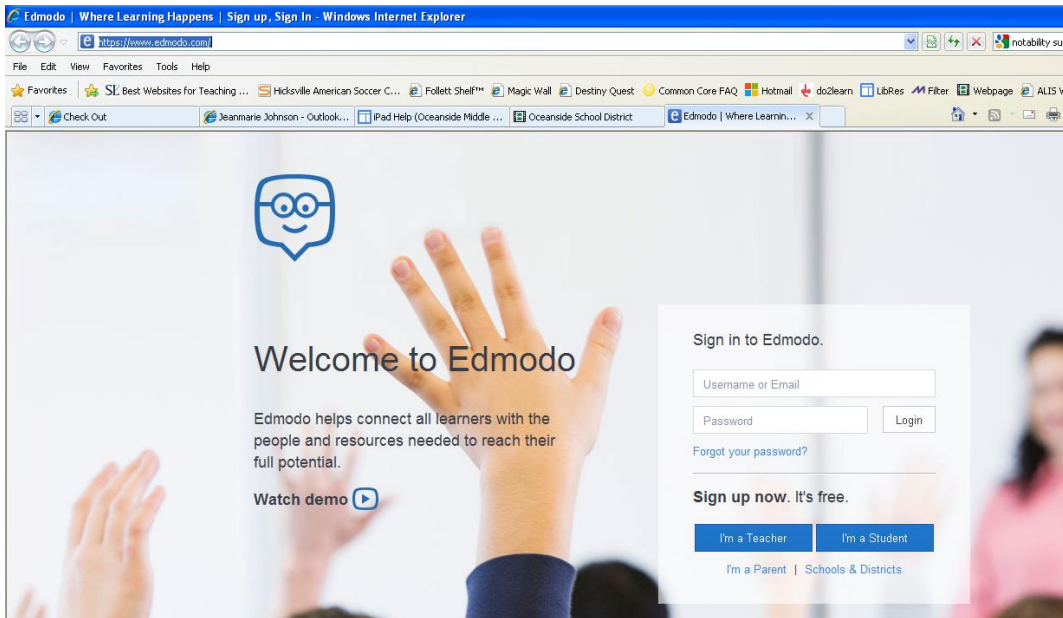 Edmodo | Where Learning Happens | Sign up, Sign In - Windows Internet Explorer
https://www.edmodo.com/
notability su
File Edit View Favorites Tools Help
Favorites SL Best Websites for Teaching ... Hicksville American Soccer C... Follett Shelf™ Magic Wall Destiny Quest Common Core FAQ Hotmail do2learn LibRes Filter Webpage ALIS V
Check Out Jeanmarie Johnson - Outlook... iPad Help (Oceanside Middle ... Oceanside School District Edmodo | Where Learnin... X
Welcome to Edmodo
Edmodo helps connect all learners with the
people and resources needed to reach their
full potential.
Watch demo
Sign in to Edmodo.
Username or Email
Password Login
Forgot your password?
Sign up now. It's free.
I'm a Teacher I'm a Student
I'm a Parent | Schools & Districts